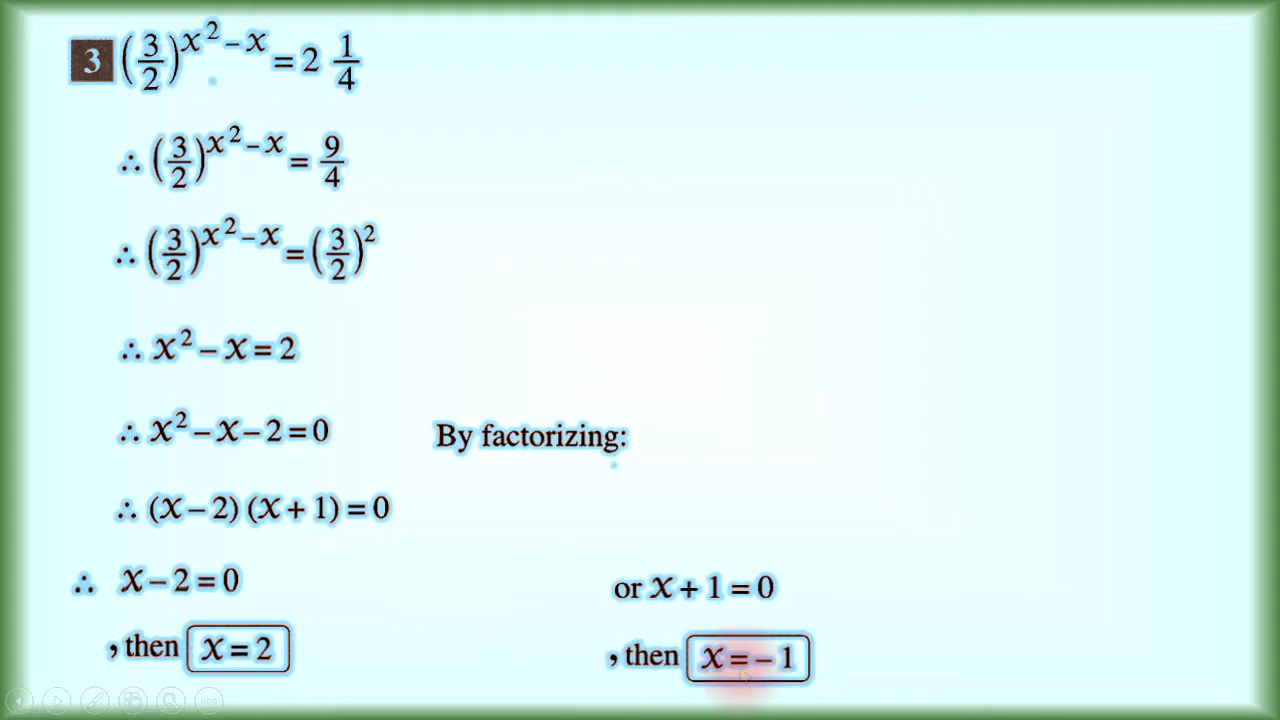 3 (3/2)^(x² − x) = 2 1/4
∴ (3/2)^(x² − x) = 9/4
∴ (3/2)^(x² − x) = (3/2)²
∴ x² − x = 2
∴ x² − x − 2 = 0 By factorizing:
∴ (x − 2) (x + 1) = 0
∴ x − 2 = 0 or x + 1 = 0
, then x = 2 , then x = − 1